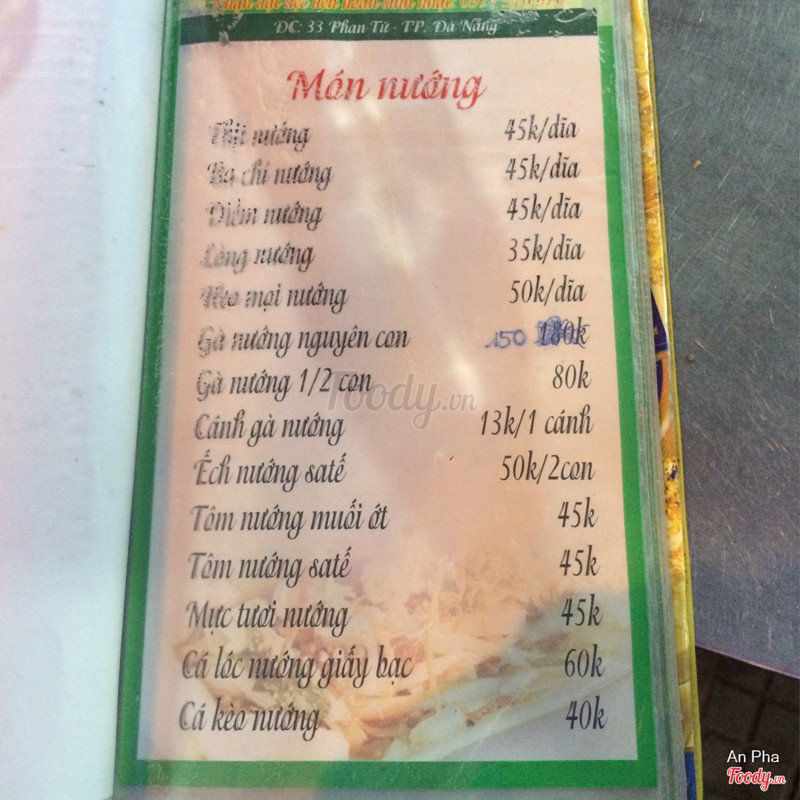 ĐC: 33 Phan Tứ - TP. Đà Nẵng
Món nướng
Thịt nướng 45k/dĩa
Ba chỉ nướng 45k/dĩa
Diềm nướng 45k/dĩa
Lòng nướng 35k/dĩa
Heo mọi nướng 50k/dĩa
Gà nướng nguyên con 150 180k
Gà nướng 1/2 con 80k
Foody.vn
Cánh gà nướng 13k/1 cánh
Ếch nướng satế 50k/2con
Tôm nướng muối ớt 45k
Tôm nướng satế 45k
Mực tươi nướng 45k
Cá lóc nướng giấy bạc 60k
Cá kèo nướng 40k
An Pha
Foody.vn